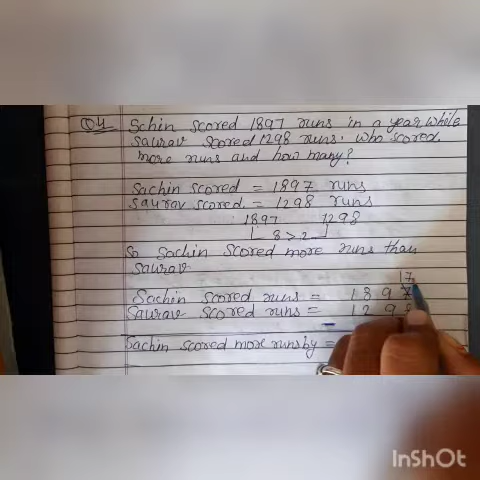 Q4 Schin scored 1897 runs in a year while
Saurav scored 1298 runs. Who scored
more runs and how many?
Sachin scored = 1897 runs
Saurav scored = 1298 runs
1897 1298
8 > 2
So Sachin scored more runs than
Saurav
17
Sachin scored runs = 1 8 9 7
Saurav scored runs = 1 2 9 8
Sachin scored more runs by =
InShOt